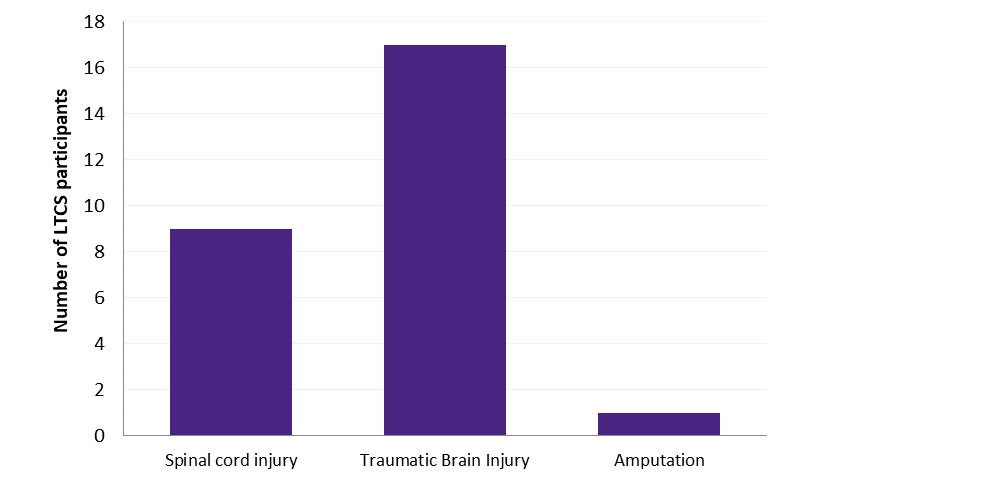 Number of LTCS participants
18
16
14
12
10
8
6
4
2
0
Spinal cord injury
Traumatic Brain Injury
Amputation